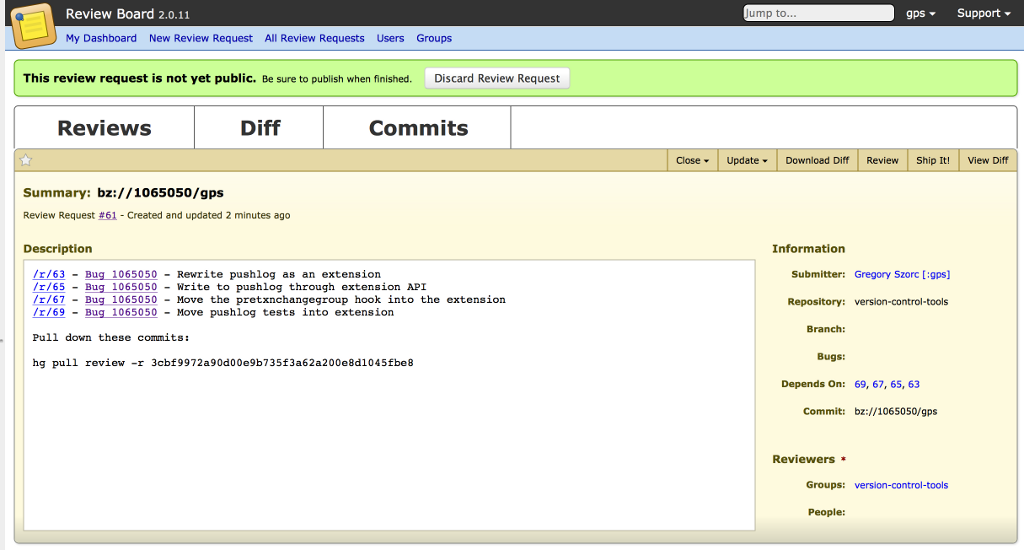 Review Board 2.0.11
Jump to...
gps
Support
My Dashboard New Review Request All Review Requests Users Groups
This review request is not yet public. Be sure to publish when finished. Discard Review Request
Reviews Diff Commits
Close Update Download Diff Review Ship It! View Diff
Summary: bz://1065050/gps
Review Request #61 - Created and updated 2 minutes ago
Description
/r/63 - Bug 1065050 - Rewrite pushlog as an extension
/r/65 - Bug 1065050 - Write to pushlog through extension API
/r/67 - Bug 1065050 - Move the pretxnchangegroup hook into the extension
/r/69 - Bug 1065050 - Move pushlog tests into extension
Pull down these commits:
hg pull review -r 3cbf9972a90d00e9b735f3a62a200e8d1045fbe8
Information
Submitter: Gregory Szorc [:gps]
Repository: version-control-tools
Branch:
Bugs:
Depends On: 69, 67, 65, 63
Commit: bz://1065050/gps
Reviewers *
Groups: version-control-tools
People: